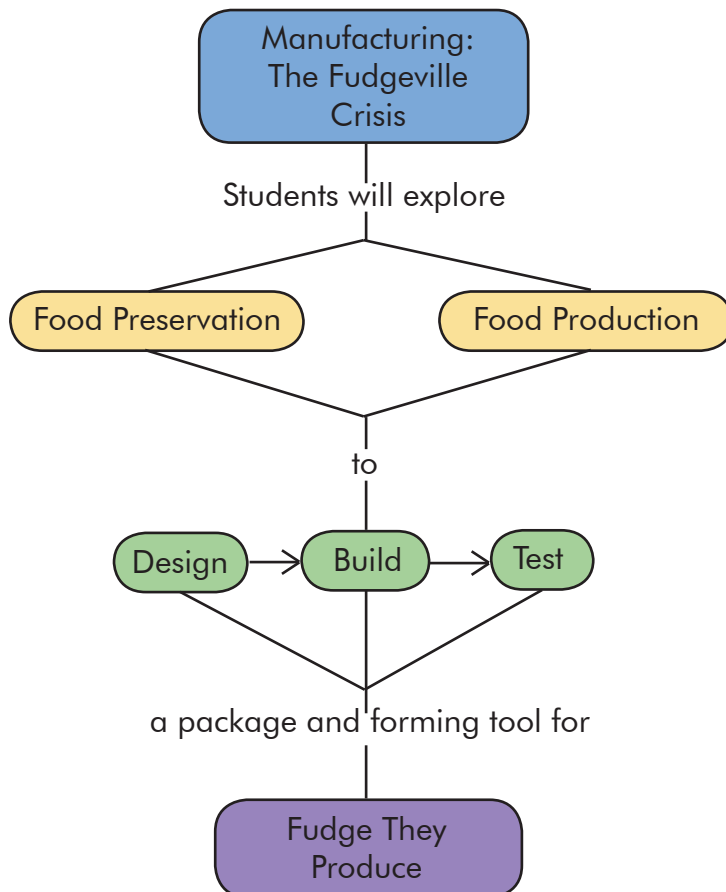 Manufacturing:
The Fudgeville
Crisis
Students will explore
Food Preservation
Food Production
to
Design
Build
Test
a package and forming tool for
Fudge They
Produce